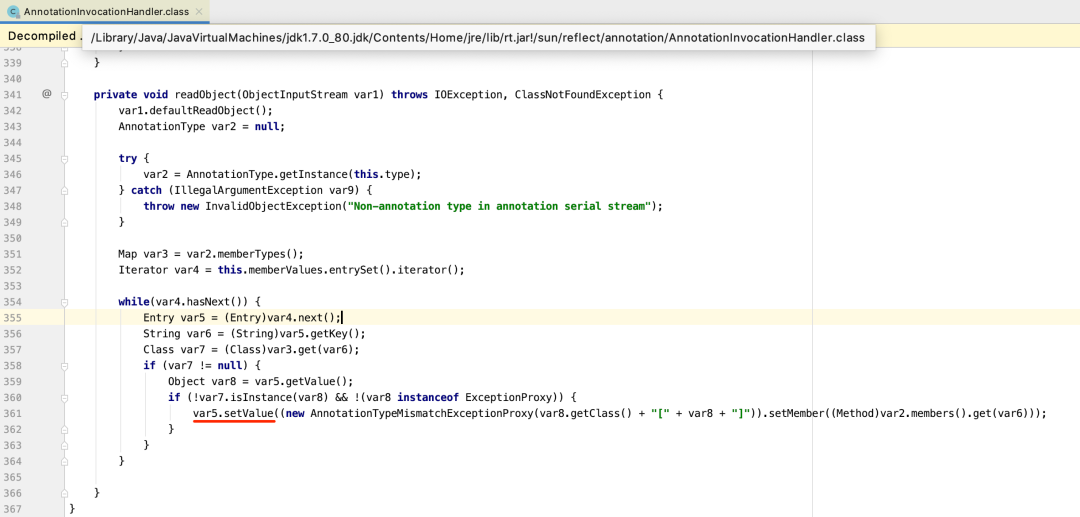 AnnotationInvocationHandler.class
Decompiled .
/Library/Java/JavaVirtualMachines/jdk1.7.0_80.jdk/Contents/Home/jre/lib/rt.jar!/sun/reflect/annotation/AnnotationInvocationHandler.class
338
339 }
340
341 @ private void readObject(ObjectInputStream var1) throws IOException, ClassNotFoundException {
342 var1.defaultReadObject();
343 AnnotationType var2 = null;
344
345 try {
346 var2 = AnnotationType.getInstance(this.type);
347 } catch (IllegalArgumentException var9) {
348 throw new InvalidObjectException("Non-annotation type in annotation serial stream");
349 }
350
351 Map var3 = var2.memberTypes();
352 Iterator var4 = this.memberValues.entrySet().iterator();
353
354 while(var4.hasNext()) {
355 Entry var5 = (Entry)var4.next();
356 String var6 = (String)var5.getKey();
357 Class var7 = (Class)var3.get(var6);
358 if (var7 != null) {
359 Object var8 = var5.getValue();
360 if (!var7.isInstance(var8) && !(var8 instanceof ExceptionProxy)) {
361 var5.setValue((new AnnotationTypeMismatchExceptionProxy(var8.getClass() + "[" + var8 + "]")).setMember((Method)var2.members().get(var6)));
362 }
363 }
364 }
365
366 }
367 }